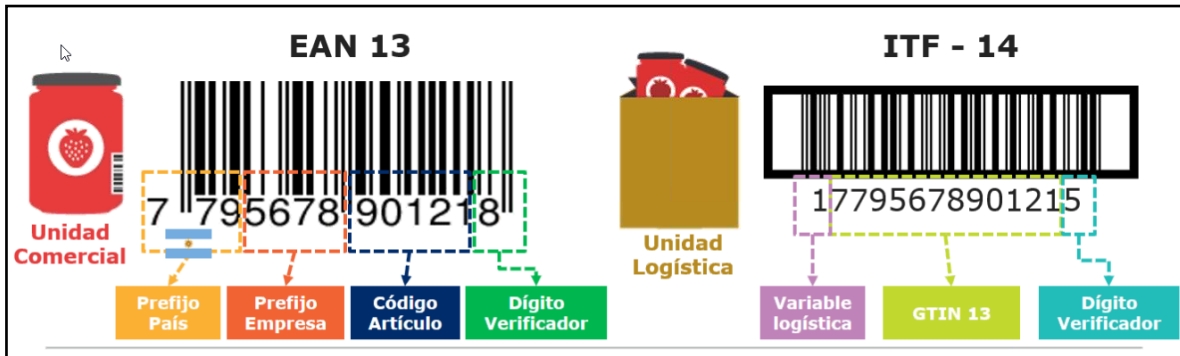 EAN 13
ITF - 14
7 795678 901218
17795678901215
Unidad
Comercial
Unidad
Logística
Prefijo
País
Prefijo
Empresa
Código
Artículo
Dígito
Verificador
Variable
logística
GTIN 13
Dígito
Verificador